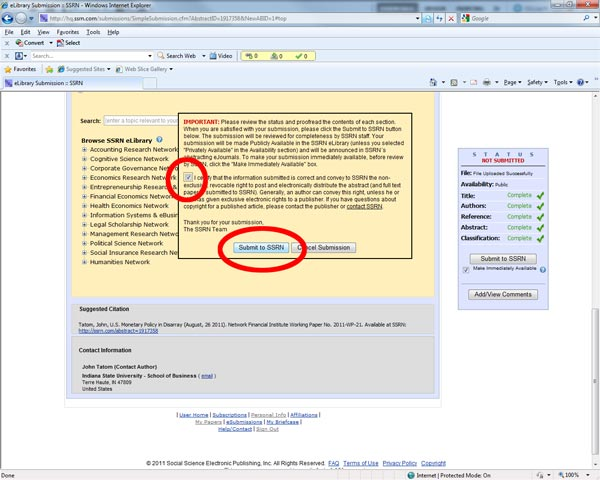 eLibrary Submission :: SSRN - Windows Internet Explorer
http://hq.ssrn.com/submissions/SimpleSubmission.cfm?AbstractID=1917358&NewABID=1#top
Google
File Edit View Favorites Tools Help
Convert Select
Search Web Video 0 0 0
Favorites Suggested Sites Web Slice Gallery
eLibrary Submission :: SSRN
Page Safety Tools
Search: enter a topic relevant to your
Browse SSRN eLibrary
Accounting Research Network
Cognitive Science Network
Corporate Governance Network
Economics Research Network
Entrepreneurship Research &
Financial Economics Network
Health Economics Network
Information Systems & eBusi
Legal Scholarship Network
Management Research Network
Political Science Network
Social Insurance Research Network
Humanities Network
IMPORTANT: Please review the status and proofread the contents of each section.
When you are satisfied with your submission, please click the Submit to SSRN button
below. The submission will be reviewed for completeness by SSRN staff. Your
submission will be made Publicly Available in the SSRN eLibrary (unless you selected
"Privately Available" in the Availability section) and will be announced in SSRN's
abstracting eJournals. To make your submission immediately available, before review
by SSRN, click the "Make Immediately Available" box.
I certify that the information submitted is correct and convey to SSRN the non-
exclusive, revocable right to post and electronically distribute the abstract (and full text
paper, submitted to SSRN). Generally, an author can convey this right, unless he or
has given exclusive electronic rights to a publisher. If you have questions about
copyright for a published article, please contact the publisher or contact SSRN.
Thank you for your submission,
The SSRN Team
Submit to SSRN Cancel Submission
STATUS
NOT SUBMITTED
File: File Uploaded Successfully
Availability: Public
Title: Complete
Authors: Complete
Reference: Complete
Abstract: Complete
Classification: Complete
Submit to SSRN
Make Immediately Available
Add/View Comments
Suggested Citation
Tatom, John, U.S. Monetary Policy in Disarray (August, 26 2011). Network Financial Institute Working Paper No. 2011-WP-21. Available at SSRN:
http://ssrn.com/abstract=1917358
Contact Information
John Tatom (Contact Author)
Indiana State University - School of Business ( email )
Terre Haute, IN 47809
United States
| User Home | Subscriptions | Personal Info | Affiliations |
My Papers | eSubmissions | My Briefcase |
Help/Contact | Sign Out
© 2011 Social Science Electronic Publishing, Inc. All Rights Reserved. FAQ Terms of Use Privacy Policy Copyright
Done Internet | Protected Mode: On 100%